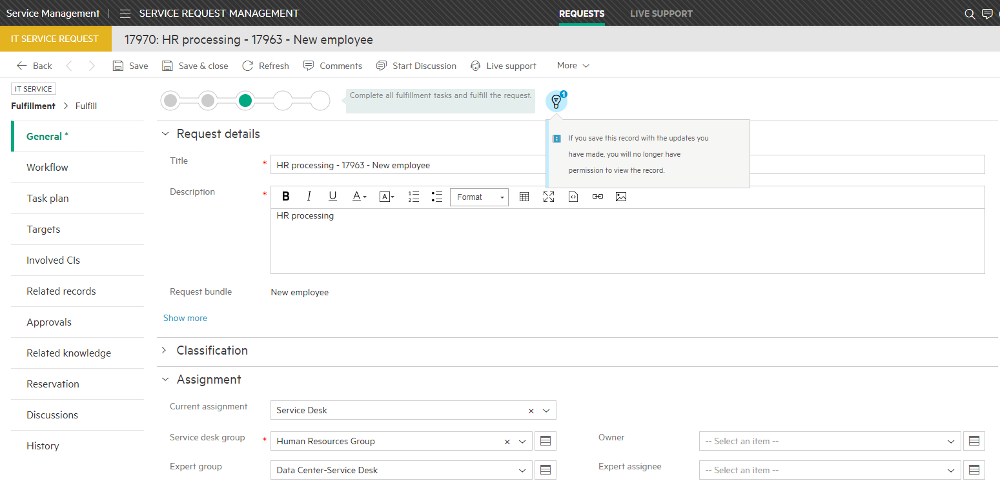 Service Management | SERVICE REQUEST MANAGEMENT REQUESTS LIVE SUPPORT
IT SERVICE REQUEST 17970: HR processing - 17963 - New employee
Back Save Save & close Refresh Comments Start Discussion Live support More
IT SERVICE
Fulfillment > Fulfill
Complete all fulfillment tasks and fulfill the request.
1
If you save this record with the updates you
have made, you will no longer have
permission to view the record.
General *
Workflow
Task plan
Targets
Involved CIs
Related records
Approvals
Related knowledge
Reservation
Discussions
History
Request details
Title * HR processing - 17963 - New employee
Description *
B I U A A Format
HR processing
Request bundle New employee
Show more
Classification
Assignment
Current assignment Service Desk
Service desk group * Human Resources Group
Owner -- Select an item --
Expert group Data Center-Service Desk
Expert assignee -- Select an item --